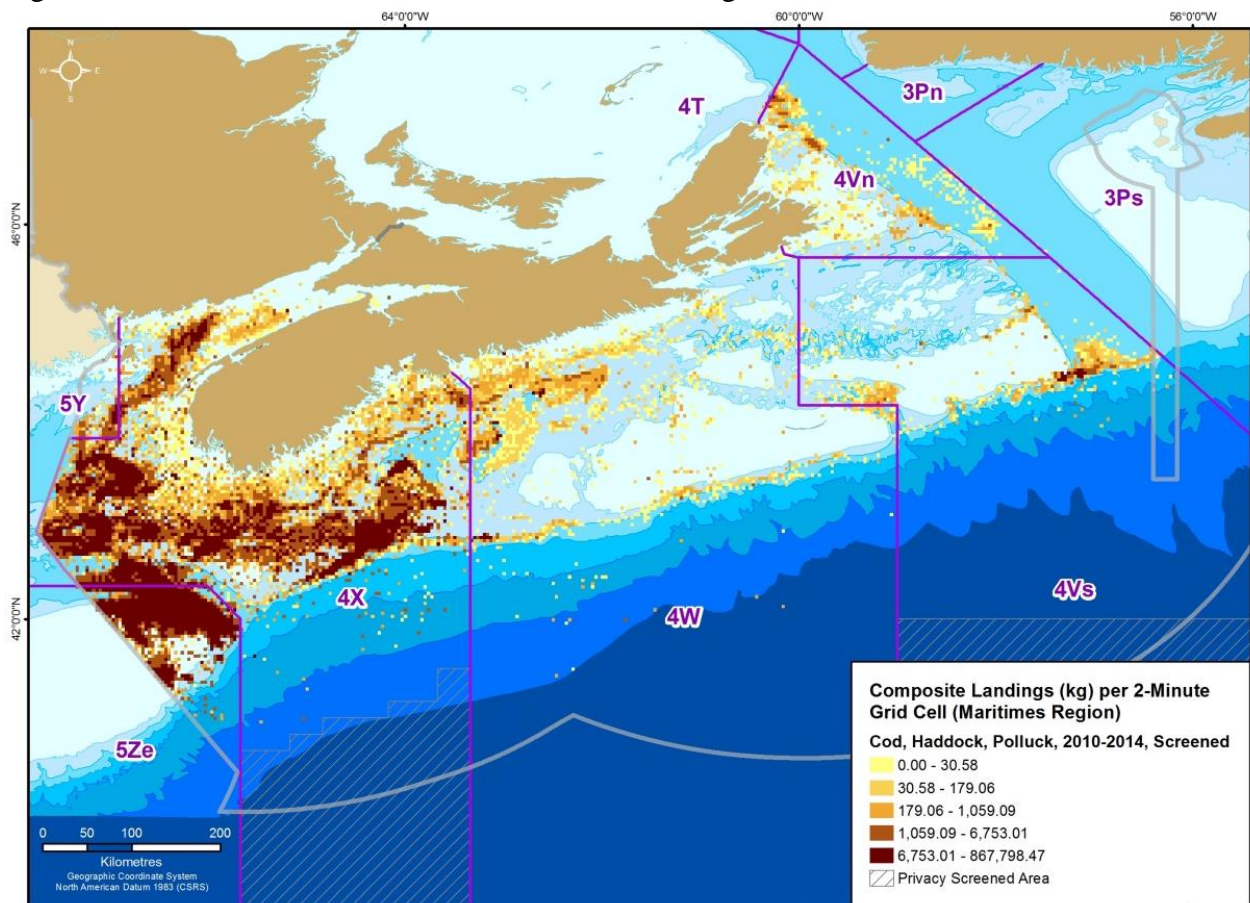 64°0'0"W
60°0'0"W
56°0'0"W
N
W E
S
3Pn
4T
4Vn
3Ps
46°0'0"N
5Y
42°0'0"N
4X
4W
4Vs
5Ze
0 50 100 200
Kilometres
Geographic Coordinate System
North American Datum 1983 (CSRS)
Composite Landings (kg) per 2-Minute
Grid Cell (Maritimes Region)
Cod, Haddock, Polluck, 2010-2014, Screened
0.00 - 30.58
30.58 - 179.06
179.06 - 1,059.09
1,059.09 - 6,753.01
6,753.01 - 867,798.47
Privacy Screened Area